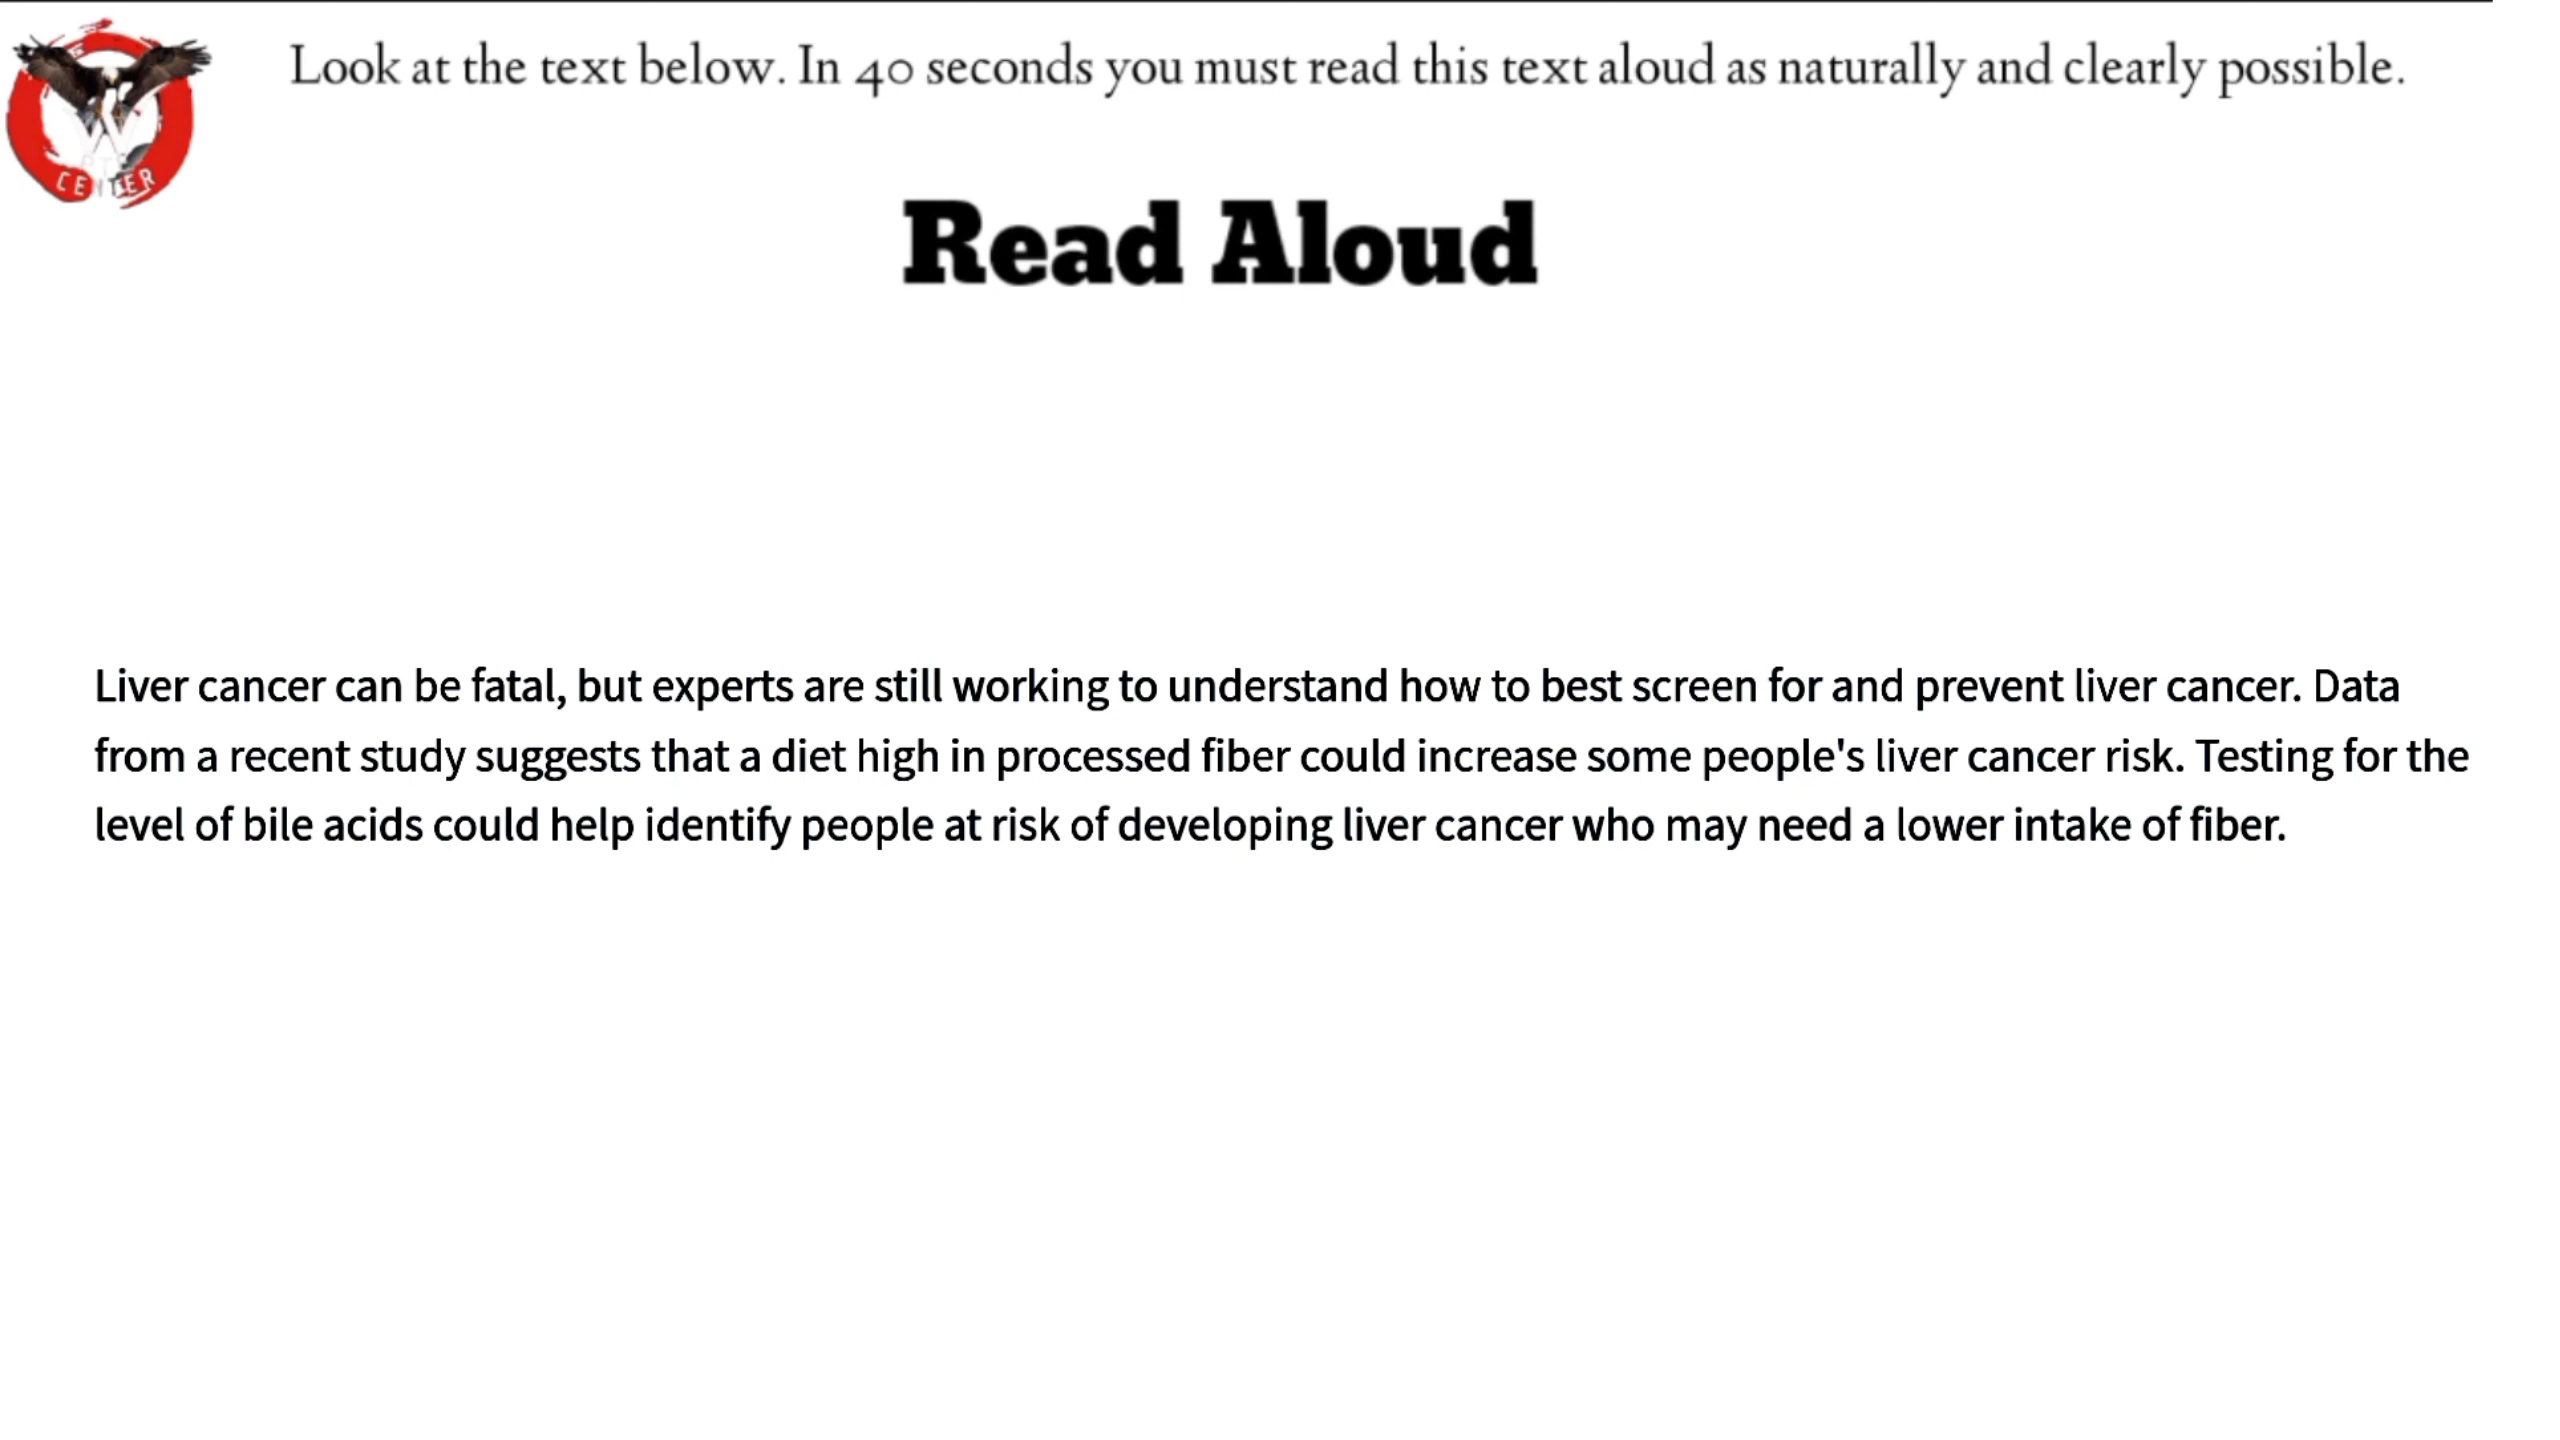 Look at the text below. In 40 seconds you must read this text aloud as naturally and clearly possible.
CENTER
Read Aloud
Liver cancer can be fatal, but experts are still working to understand how to best screen for and prevent liver cancer. Data
from a recent study suggests that a diet high in processed fiber could increase some people's liver cancer risk. Testing for the
level of bile acids could help identify people at risk of developing liver cancer who may need a lower intake of fiber.